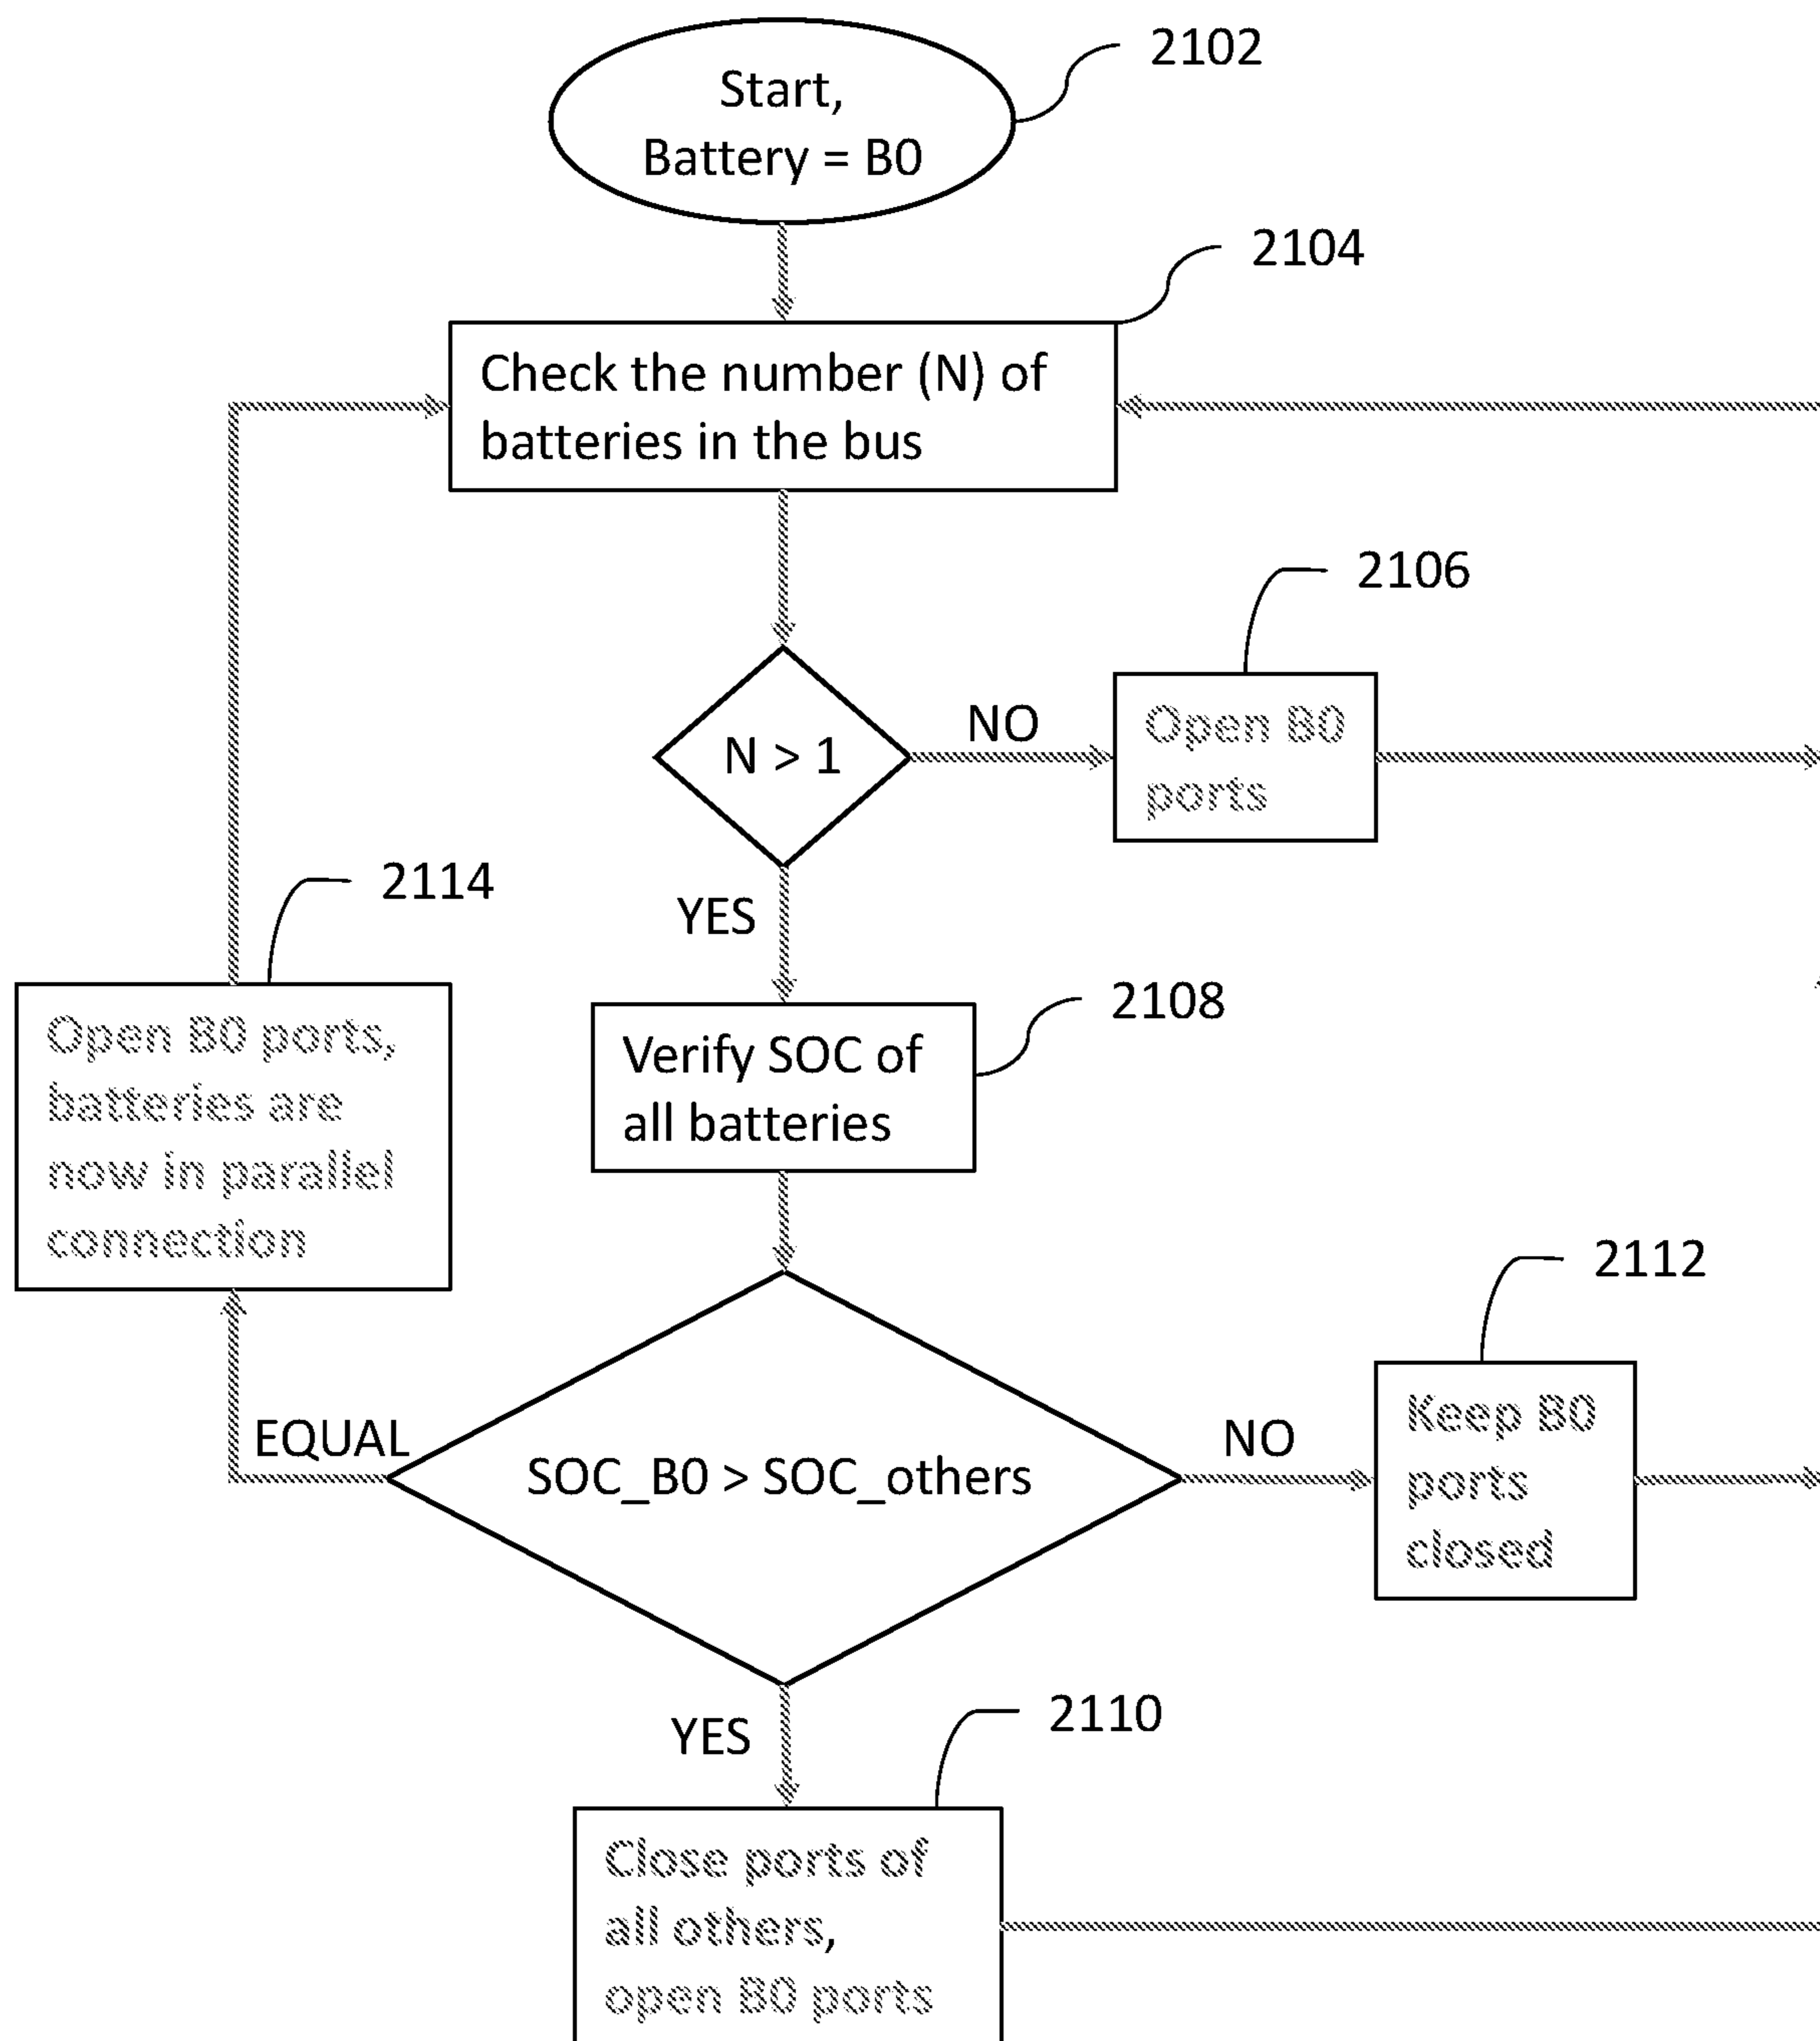 2102
Start,
Battery = B0
2104
Check the number (N) of
batteries in the bus
2106
N > 1
NO
Open B0
ports
YES
2114
Open B0 ports,
batteries are
now in parallel
connection
2108
Verify SOC of
all batteries
2112
EQUAL
SOC_B0 > SOC_others
NO
Keep B0
ports
closed
YES
2110
Close ports of
all others,
open B0 ports